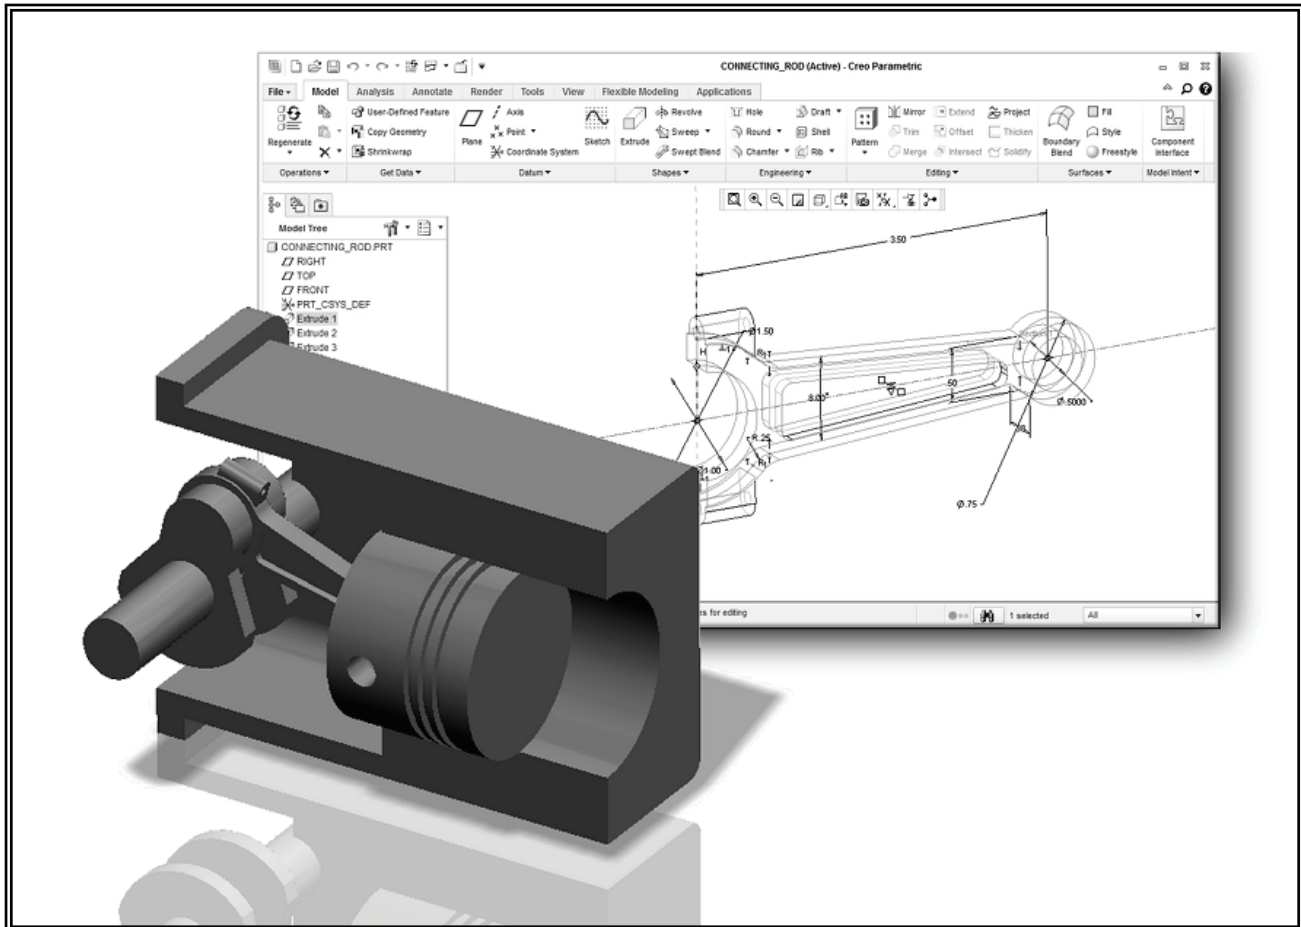 CONNECTING_ROD (Active) - Creo Parametric
File Model Analysis Annotate Render Tools View Flexible Modeling Applications
User-Defined Feature Axis Revolve Hole Draft Mirror Extend Project Fill
Copy Geometry Point Sweep Round Shell Trim Offset Thicken Style
Regenerate Shrinkwrap Plane Coordinate System Sketch Extrude Swept Blend Chamfer Rib Pattern Merge Intersect Solidify Boundary Blend Freestyle Component Interface
Operations Get Data Datum Shapes Engineering Editing Surfaces Model Intent
Model Tree
CONNECTING_ROD.PRT
RIGHT
TOP
FRONT
PRT_CSYS_DEF
Extrude 1
Extrude 2
Extrude 3
3.50
Ø1.50
H
T
T
8.00°
.50
Ø.5000
R.25
T
Ø.75
for editing
1 selected
All